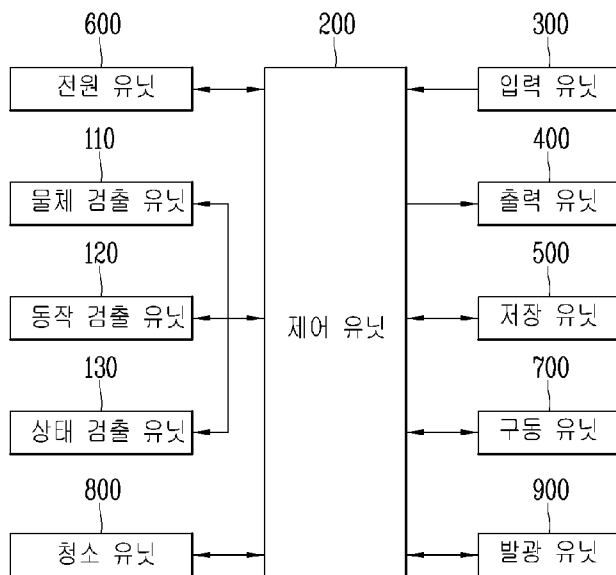 600
200
300
전원 유닛
입력 유닛
110
400
물체 검출 유닛
출력 유닛
120
500
동작 검출 유닛
제어 유닛
저장 유닛
130
700
상태 검출 유닛
구동 유닛
800
900
청소 유닛
발광 유닛